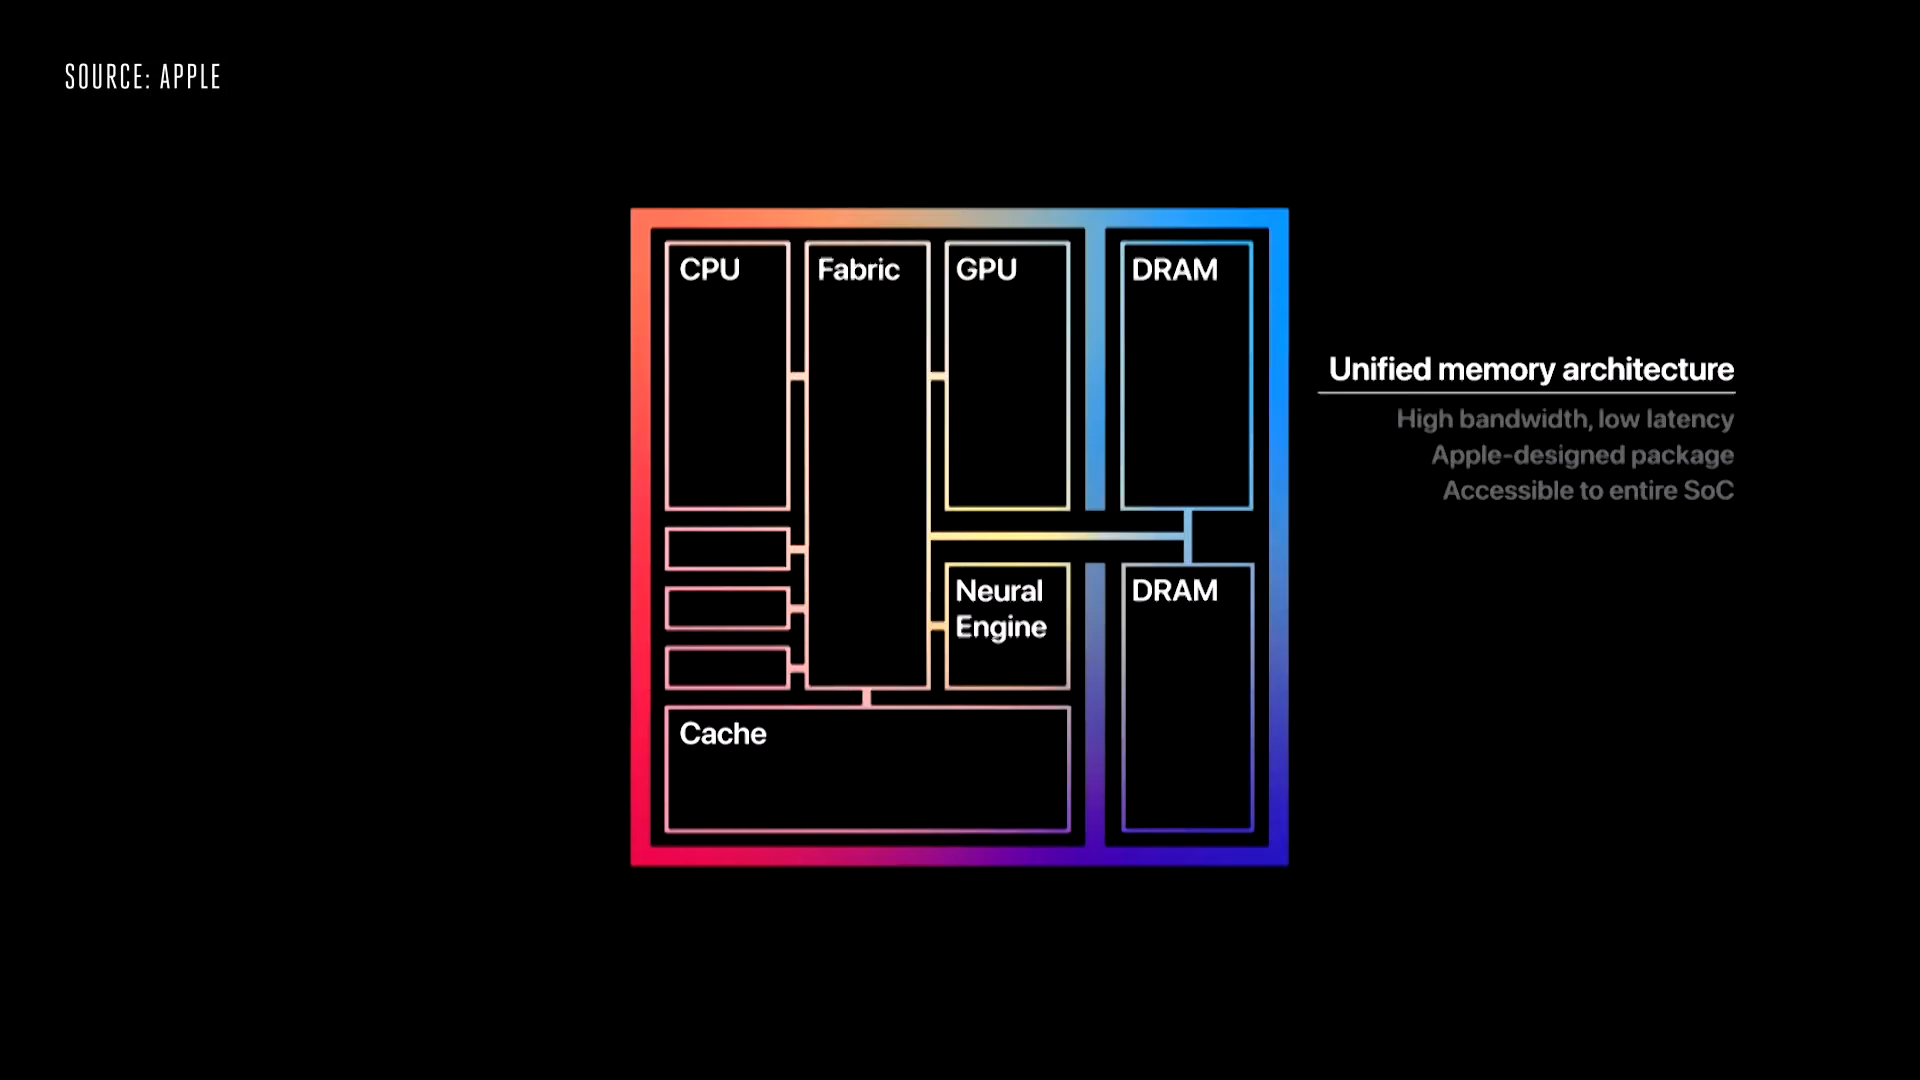 SOURCE: APPLE
CPU
Fabric
GPU
DRAM
Unified memory architecture
High bandwidth, low latency
Apple-designed package
Accessible to entire SoC
Neural
Engine
DRAM
Cache